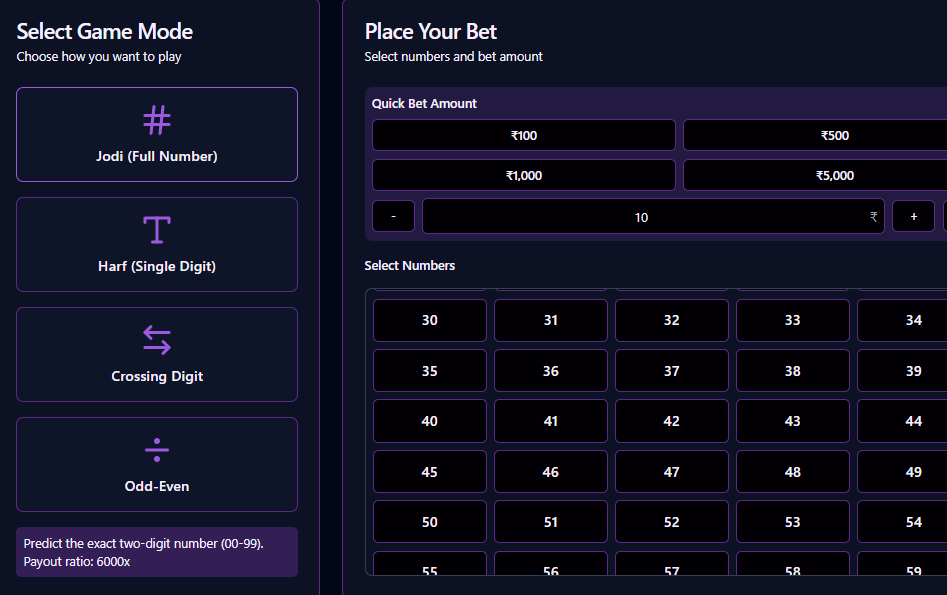 Select Game Mode
Choose how you want to play
Jodi (Full Number)
Harf (Single Digit)
Crossing Digit
Odd-Even
Predict the exact two-digit number (00-99).
Payout ratio: 6000x
Place Your Bet
Select numbers and bet amount
Quick Bet Amount
₹100 ₹500
₹1,000 ₹5,000
- 10 ₹ +
Select Numbers
30 31 32 33 34
35 36 37 38 39
40 41 42 43 44
45 46 47 48 49
50 51 52 53 54
55 56 57 58 59